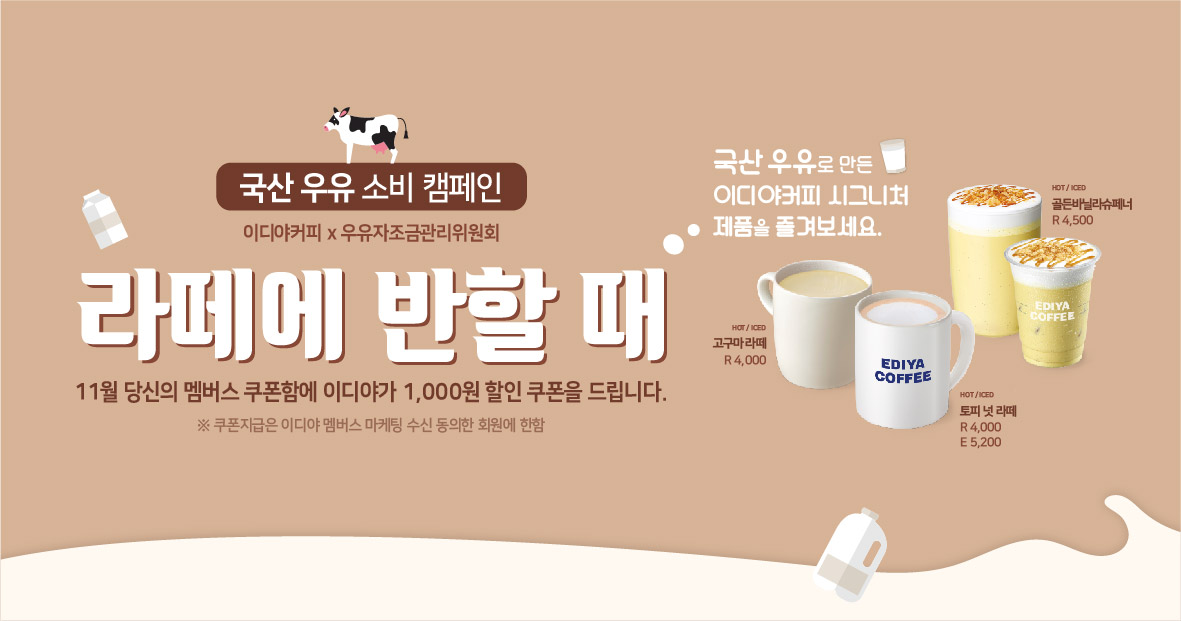 국산 우유 소비 캠페인
이디야커피 x 우유자조금관리위원회
라떼에 반할 때
11월 당신의 멤버스 쿠폰함에 이디야가 1,000원 할인 쿠폰을 드립니다.
※ 쿠폰지급은 이디야 멤버스 마케팅 수신 동의한 회원에 한함
국산 우유로 만든
이디야커피 시그니처
제품을 즐겨보세요.
HOT / ICED
골든바닐라슈페너
R 4,500
EDIYA
COFFEE
HOT / ICED
고구마 라떼
R 4,000
EDIYA
COFFEE
HOT / ICED
토피 넛 라떼
R 4,000
E 5,200